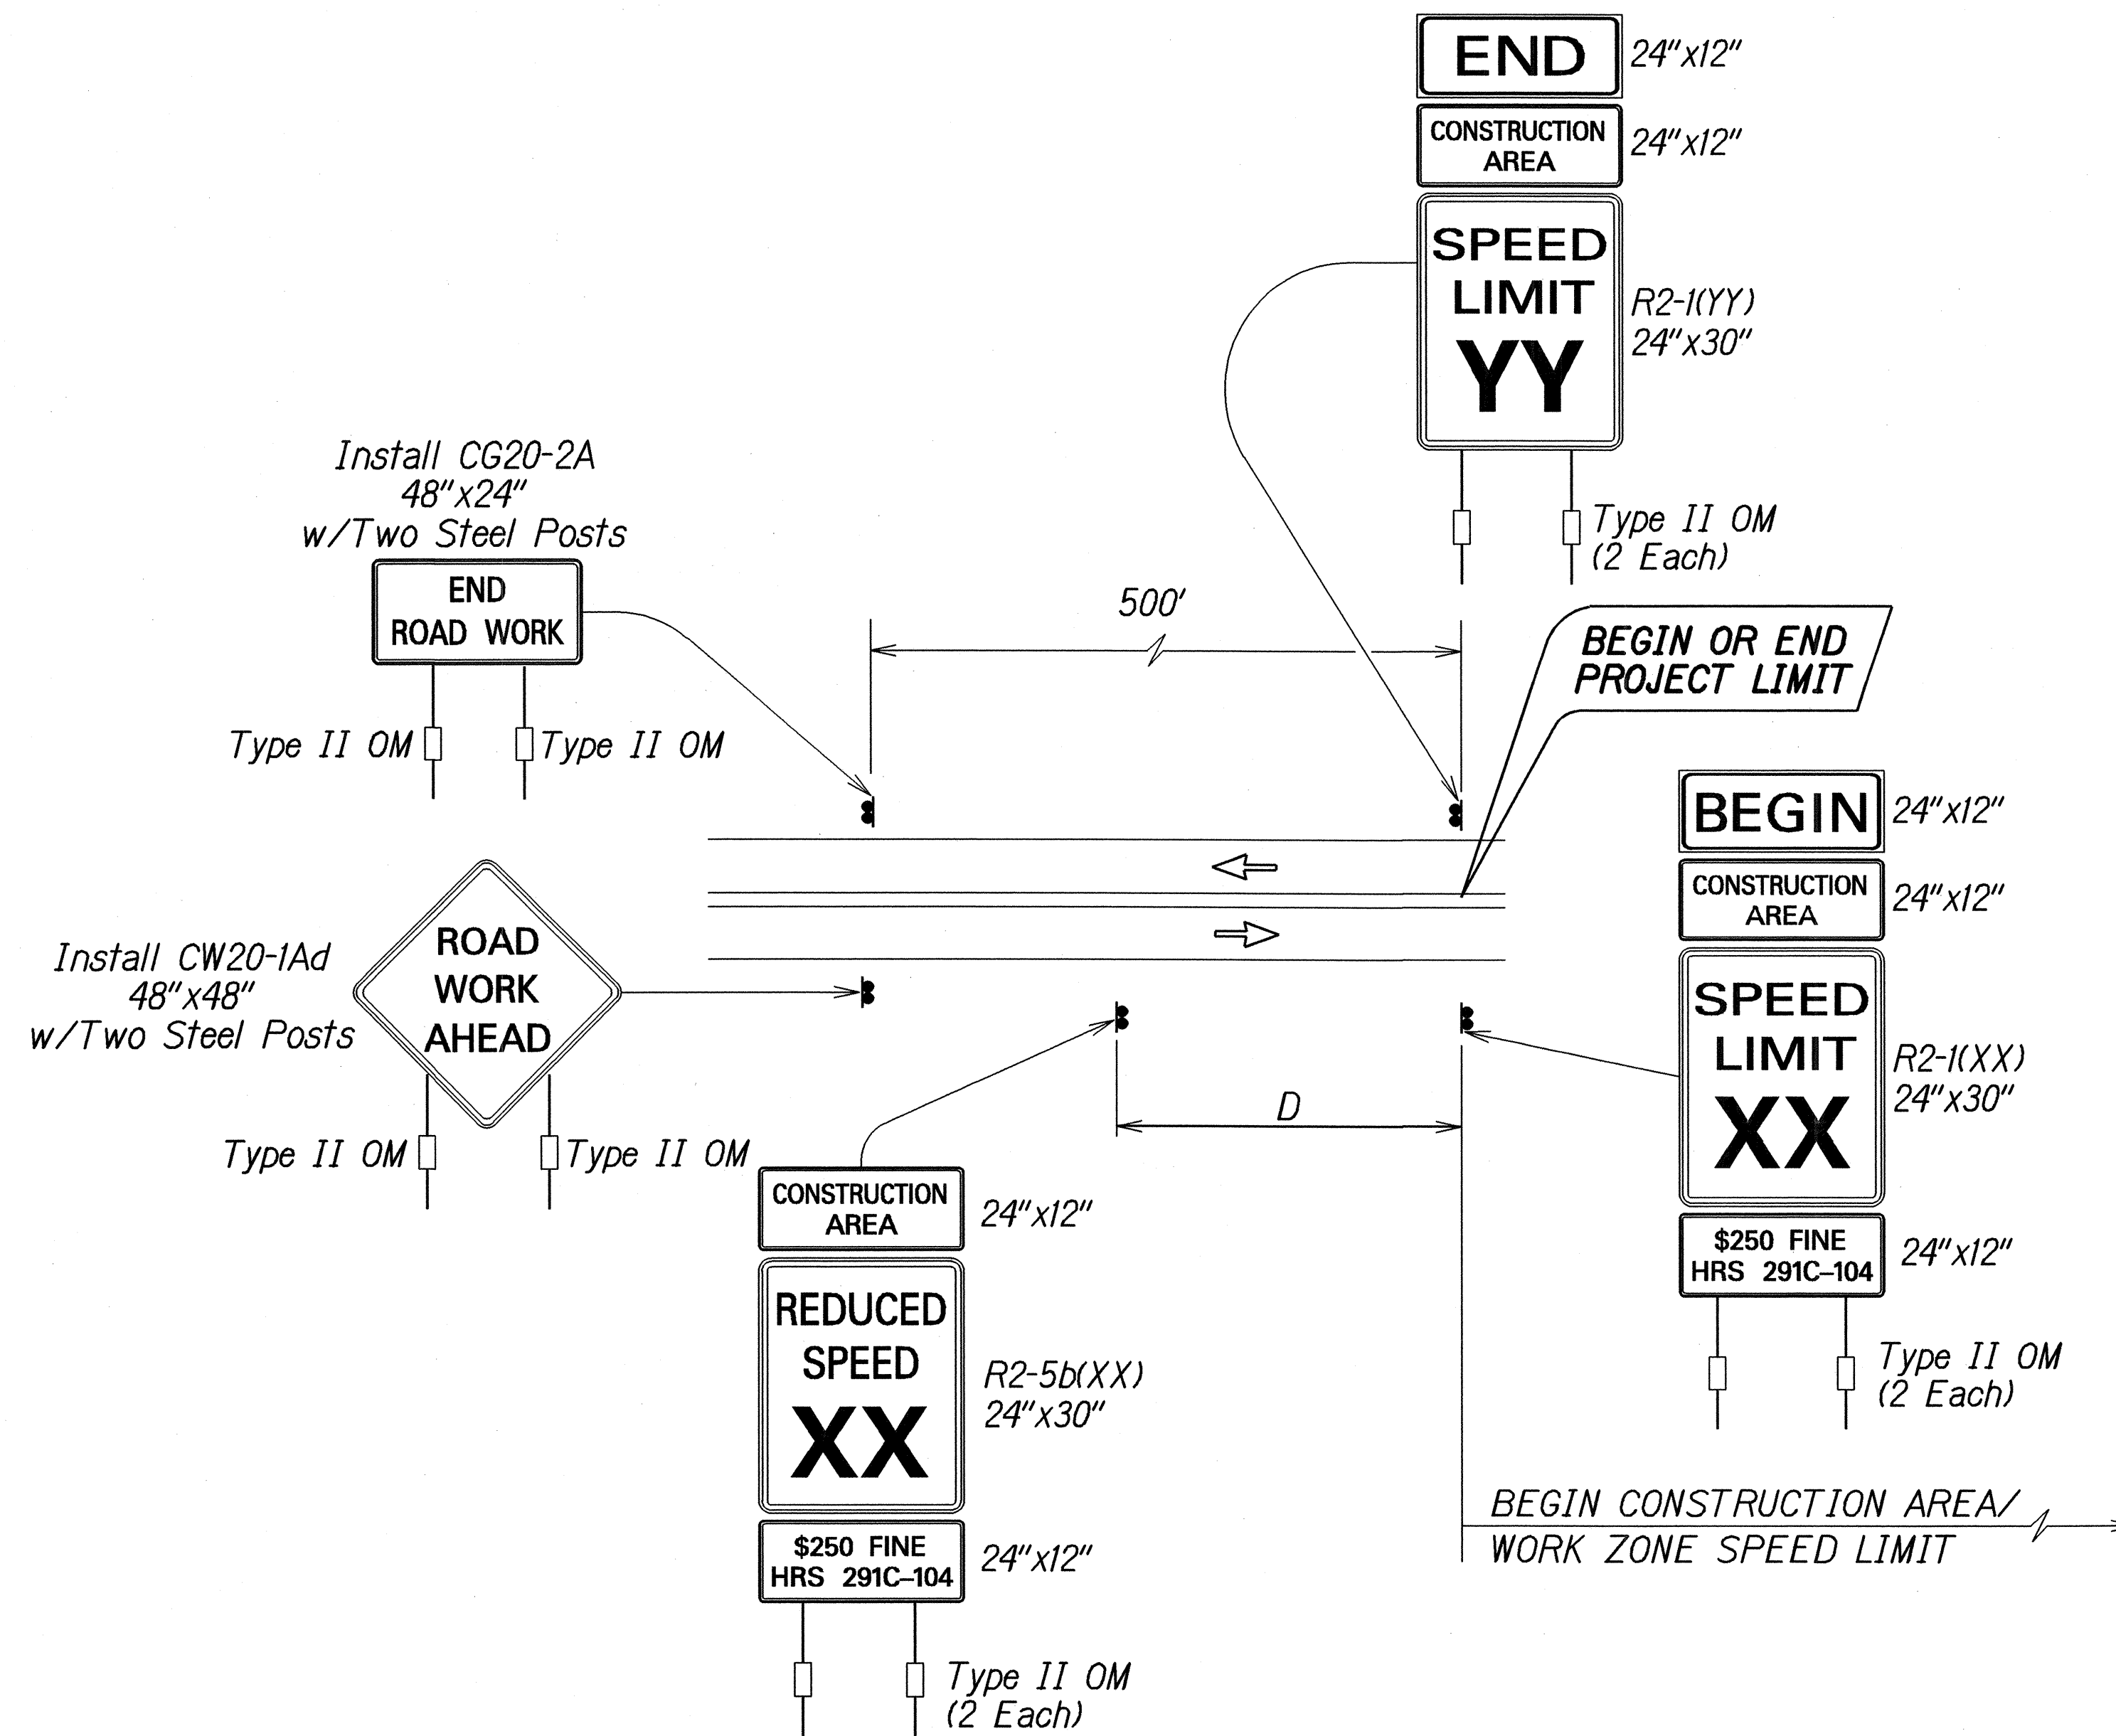 END
24"x12"
CONSTRUCTION
AREA
24"x12"
SPEED
LIMIT
YY
R2-1(YY)
24"x30"
Type II OM
(2 Each)
Install CG20-2A
48"x24"
w/Two Steel Posts
END
ROAD WORK
Type II OM
Type II OM
500'
BEGIN OR END
PROJECT LIMIT
BEGIN
24"x12"
CONSTRUCTION
AREA
24"x12"
SPEED
LIMIT
XX
R2-1(XX)
24"x30"
$250 FINE
HRS 291C–104
24"x12"
Type II OM
(2 Each)
Install CW20-1Ad
48"x48"
w/Two Steel Posts
ROAD
WORK
AHEAD
Type II OM
Type II OM
D
CONSTRUCTION
AREA
24"x12"
REDUCED
SPEED
XX
R2-5b(XX)
24"x30"
$250 FINE
HRS 291C–104
24"x12"
Type II OM
(2 Each)
BEGIN CONSTRUCTION AREA/
WORK ZONE SPEED LIMIT